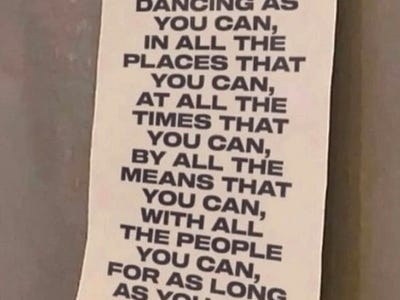 DANCING AS
YOU CAN,
IN ALL THE
PLACES THAT
YOU CAN,
AT ALL THE
TIMES THAT
YOU CAN,
BY ALL THE
MEANS THAT
YOU CAN,
WITH ALL
THE PEOPLE
YOU CAN,
FOR AS LONG
AS